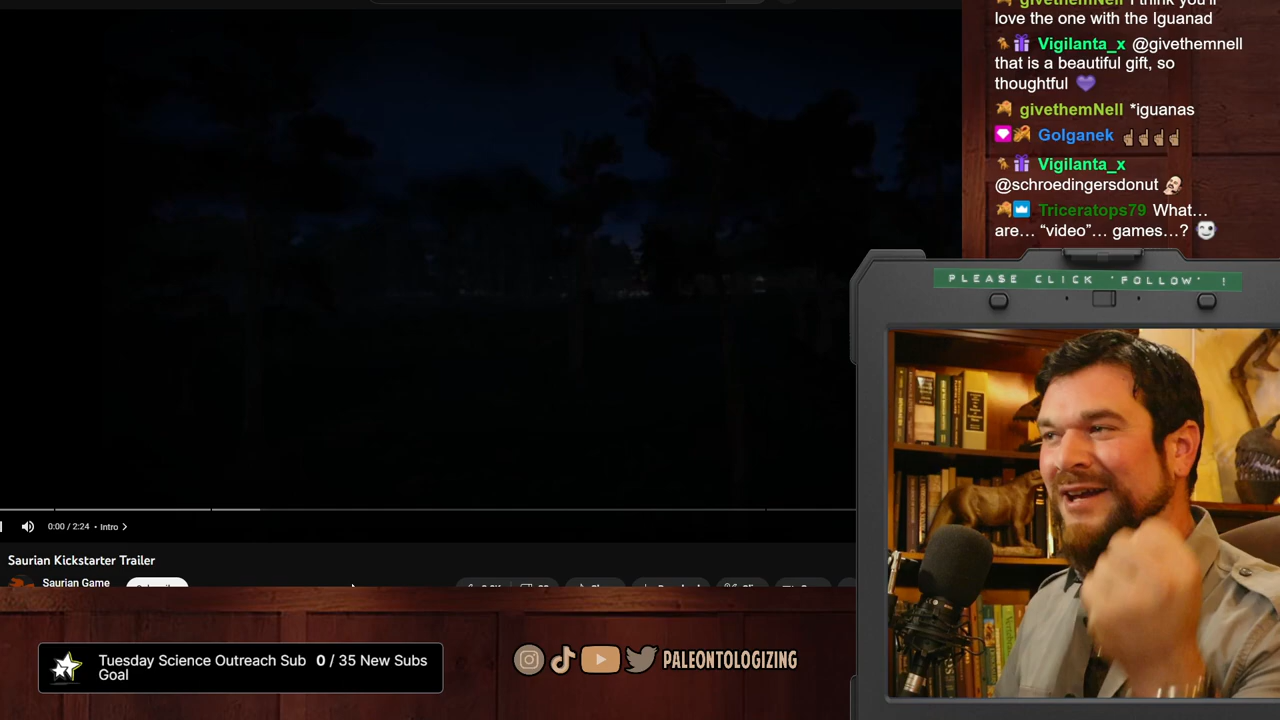 love the one with the Iguanad
Vigilanta_x @givethemnell
that is a beautiful gift, so
thoughtful
givethemNell *iguanas
Golganek
Vigilanta_x
@schroedingersdonut
Triceratops79 What…
are… “video”… games…?
PLEASE CLICK 'FOLLOW' !
0:00 / 2:24 • Intro
Saurian Kickstarter Trailer
Saurian Game
Tuesday Science Outreach Sub 0 / 35 New Subs
Goal
PALEONTOLOGIZING